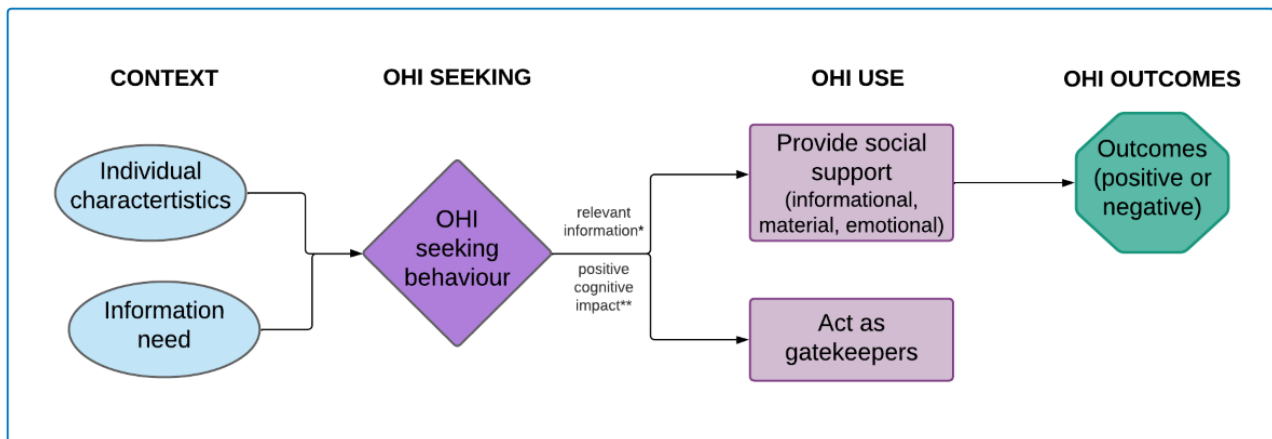 CONTEXT
OHI SEEKING
OHI USE
OHI OUTCOMES
Individual
charactertistics
Information
need
OHI
seeking
behaviour
relevant
information*
positive
cognitive
impact**
Provide social
support
(informational,
material, emotional)
Act as
gatekeepers
Outcomes
(positive or
negative)